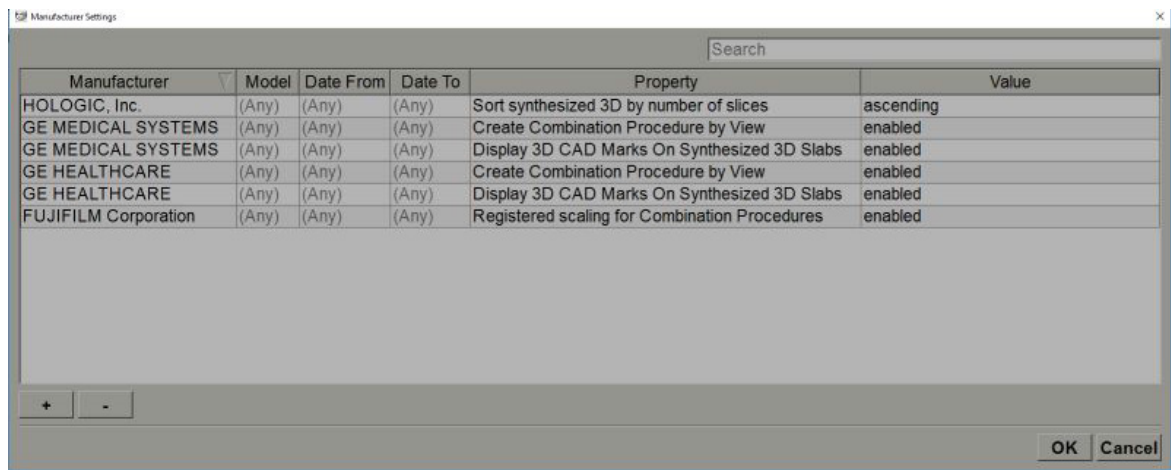 Manufacturer Settings
Search
Manufacturer Model Date From Date To Property Value
HOLOGIC, Inc. (Any) (Any) (Any) Sort synthesized 3D by number of slices ascending
GE MEDICAL SYSTEMS (Any) (Any) (Any) Create Combination Procedure by View enabled
GE MEDICAL SYSTEMS (Any) (Any) (Any) Display 3D CAD Marks On Synthesized 3D Slabs enabled
GE HEALTHCARE (Any) (Any) (Any) Create Combination Procedure by View enabled
GE HEALTHCARE (Any) (Any) (Any) Display 3D CAD Marks On Synthesized 3D Slabs enabled
FUJIFILM Corporation (Any) (Any) (Any) Registered scaling for Combination Procedures enabled
+ -
OK Cancel